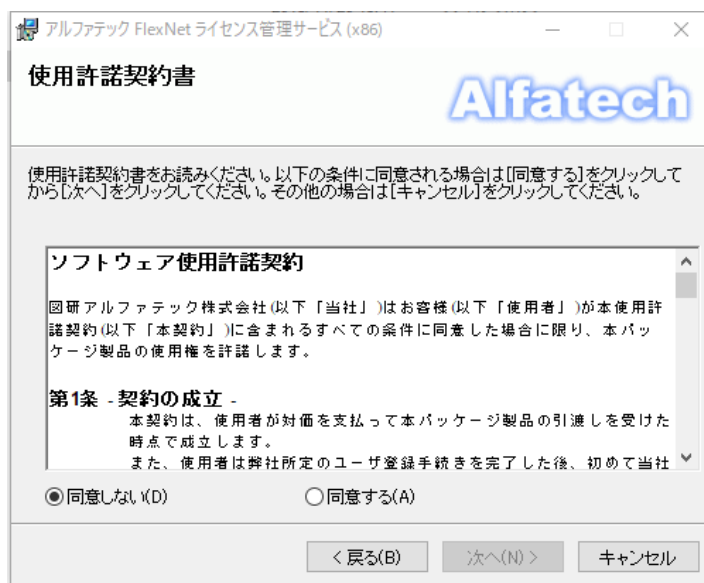 アルファテック FlexNet ライセンス管理サービス (x86)
使用許諾契約書
Alfatech
使用許諾契約書をお読みください。以下の条件に同意される場合は[同意する]をクリックして
から[次へ]をクリックしてください。その他の場合は[キャンセル]をクリックしてください。
ソフトウェア使用許諾契約
図研アルファテック株式会社(以下「当社」)はお客様(以下「使用者」)が本使用許
諾契約(以下「本契約」)に含まれるすべての条件に同意した場合に限り、本パッ
ケージ製品の使用権を許諾します。
第1条 - 契約の成立 -
本契約は、使用者が対価を支払って本パッケージ製品の引渡しを受けた
時点で成立します。
また、使用者は弊社所定のユーザ登録手続きを完了した後、初めて当社
同意しない(D)
同意する(A)
< 戻る(B)
次へ(N) >
キャンセル